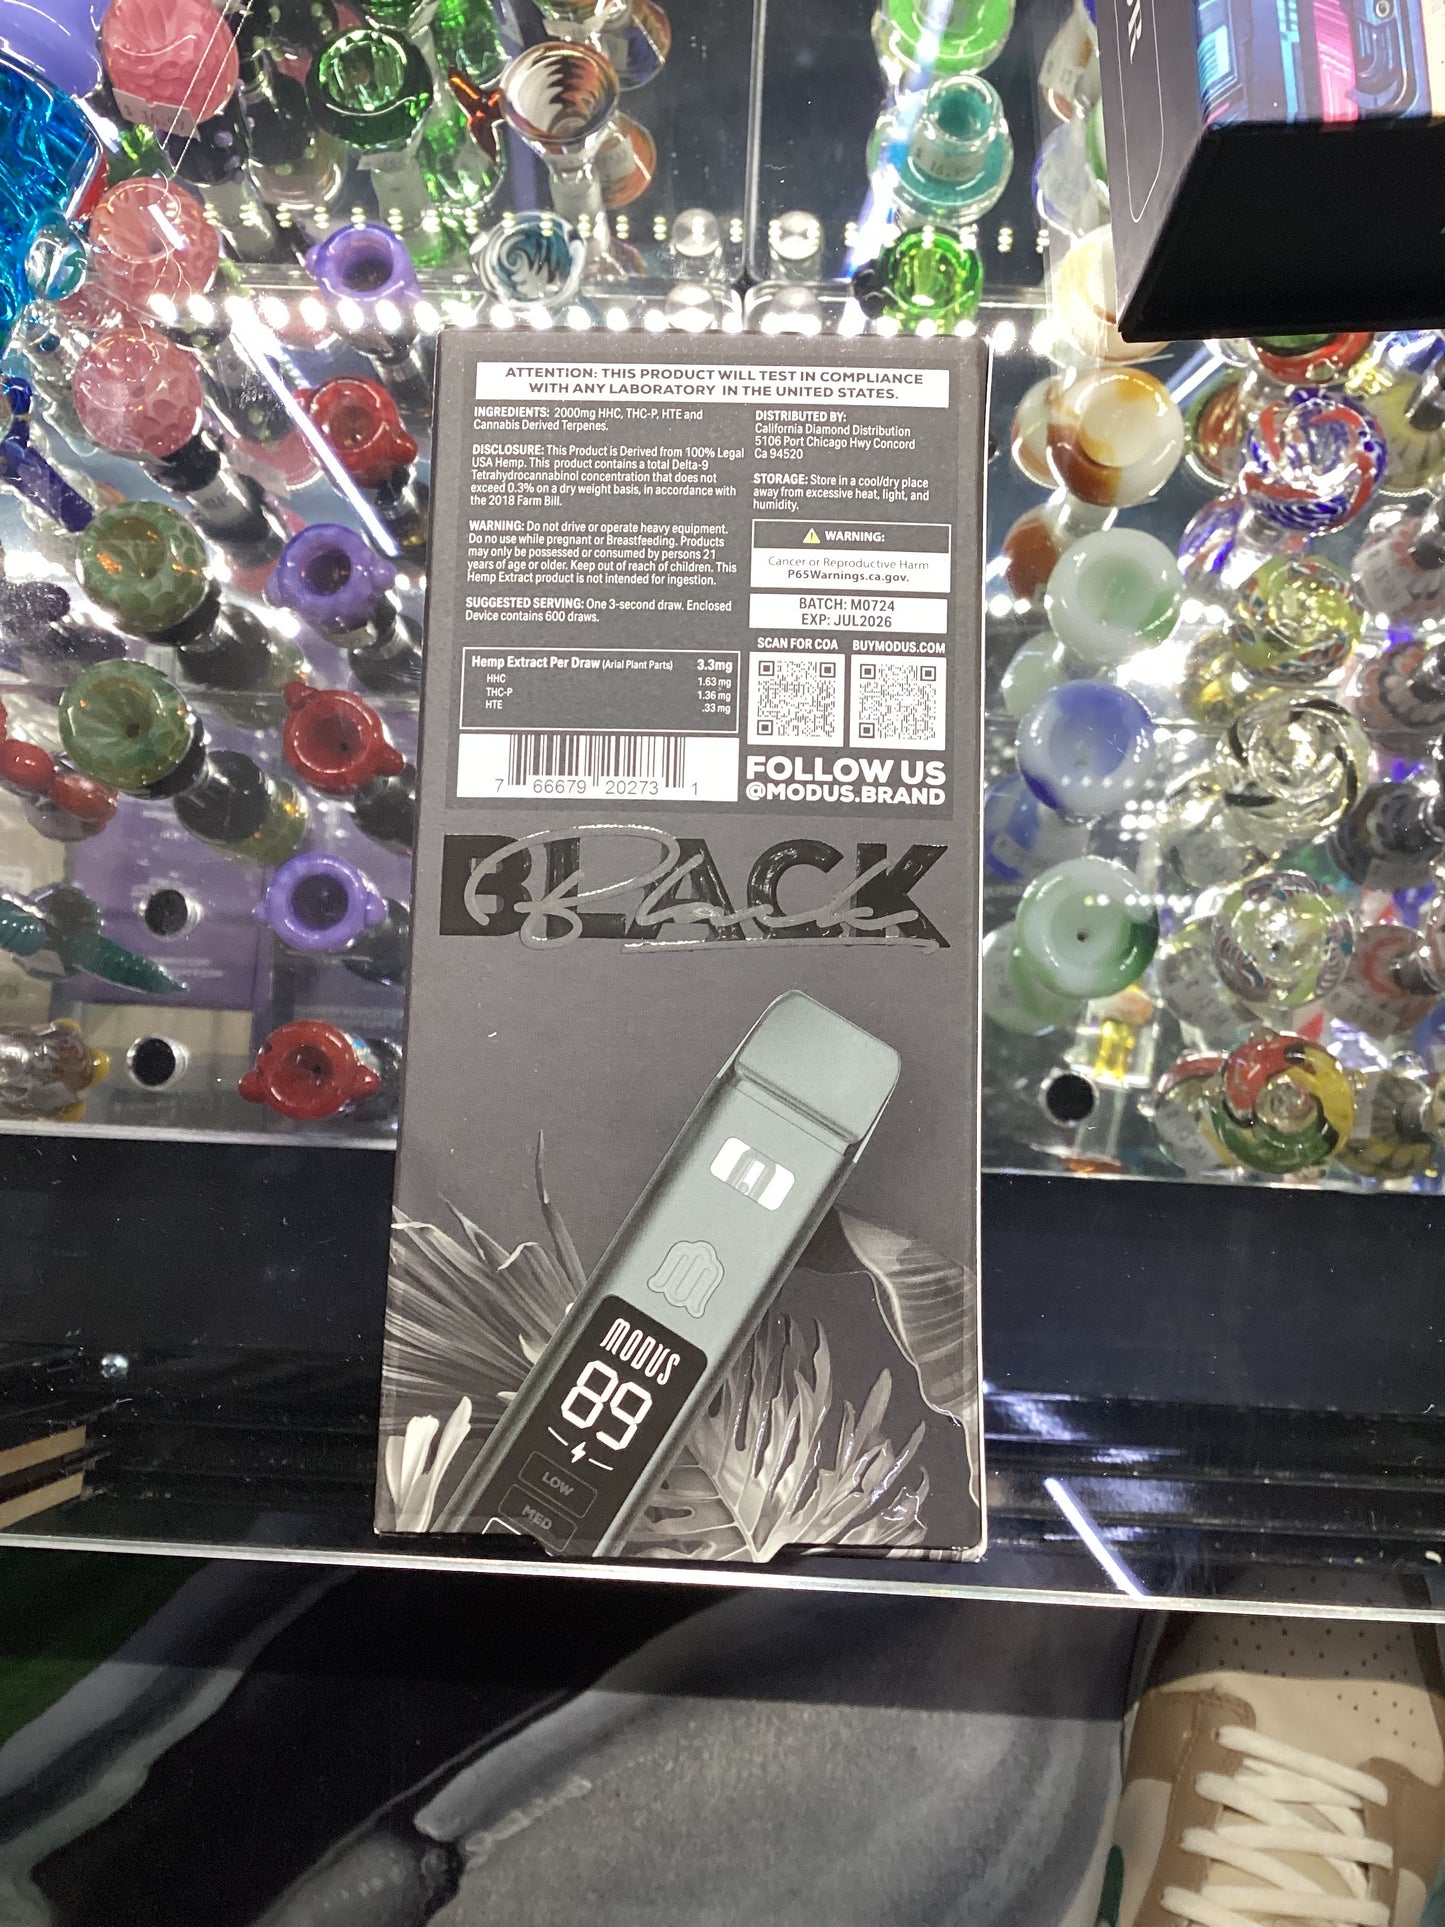 ATTENTION: THIS PRODUCT WILL TEST IN COMPLIANCE
WITH ANY LABORATORY IN THE UNITED STATES.
INGREDIENTS: 2000mg HHC, THC-P, HTE and
Cannabis Derived Terpenes.
DISCLOSURE: This Product is Derived from 100% Legal
USA Hemp. This product contains a total Delta-9
Tetrahydrocannabinol concentration that does not
exceed 0.3% on a dry weight basis, in accordance with
the 2018 Farm Bill.
WARNING: Do not drive or operate heavy equipment.
Do no use while pregnant or Breastfeeding. Products
may only be possessed or consumed by persons 21
years of age or older. Keep out of reach of children. This
Hemp Extract product is not intended for ingestion.
SUGGESTED SERVING: One 3-second draw. Enclosed
Device contains 600 draws.
Hemp Extract Per Draw (Arial Plant Parts) 3.3mg
HHC 1.63 mg
THC-P 1.36 mg
HTE .33 mg
7 66679 20273 1
DISTRIBUTED BY:
California Diamond Distribution
5106 Port Chicago Hwy Concord
Ca 94520
STORAGE: Store in a cool/dry place
away from excessive heat, light, and
humidity.
WARNING:
Cancer or Reproductive Harm
P65Warnings.ca.gov.
BATCH: M0724
EXP: JUL2026
SCAN FOR COA BUYMODUS.COM
FOLLOW US
@MODUS.BRAND
BLACK
Black
MODUS
89
LOW
MED